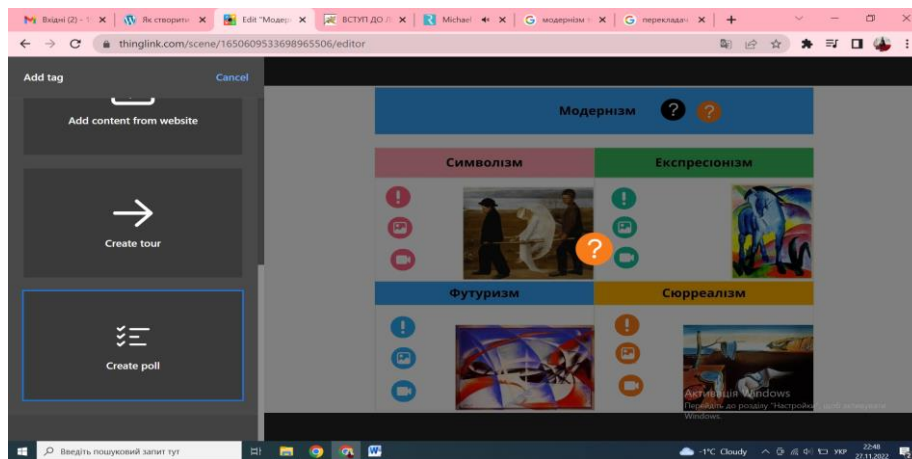 Вхідні (2) - 1
Як створити
Edit "Модер
ВСТУП ДО Л
Michael
модернізм
перекладач
thinglink.com/scene/1650609533698965506/editor
Add tag
Cancel
Add content from website
Create tour
Create poll
Модернізм
?
?
Символізм
Експресіонізм
?
Футуризм
Сюрреалізм
Активація Windows
Перейдіть до розділу "Настройки", щоб активувати
Windows.
Введіть пошуковий запит тут
-1°C Cloudy
УКР
22:48
27.11.2022